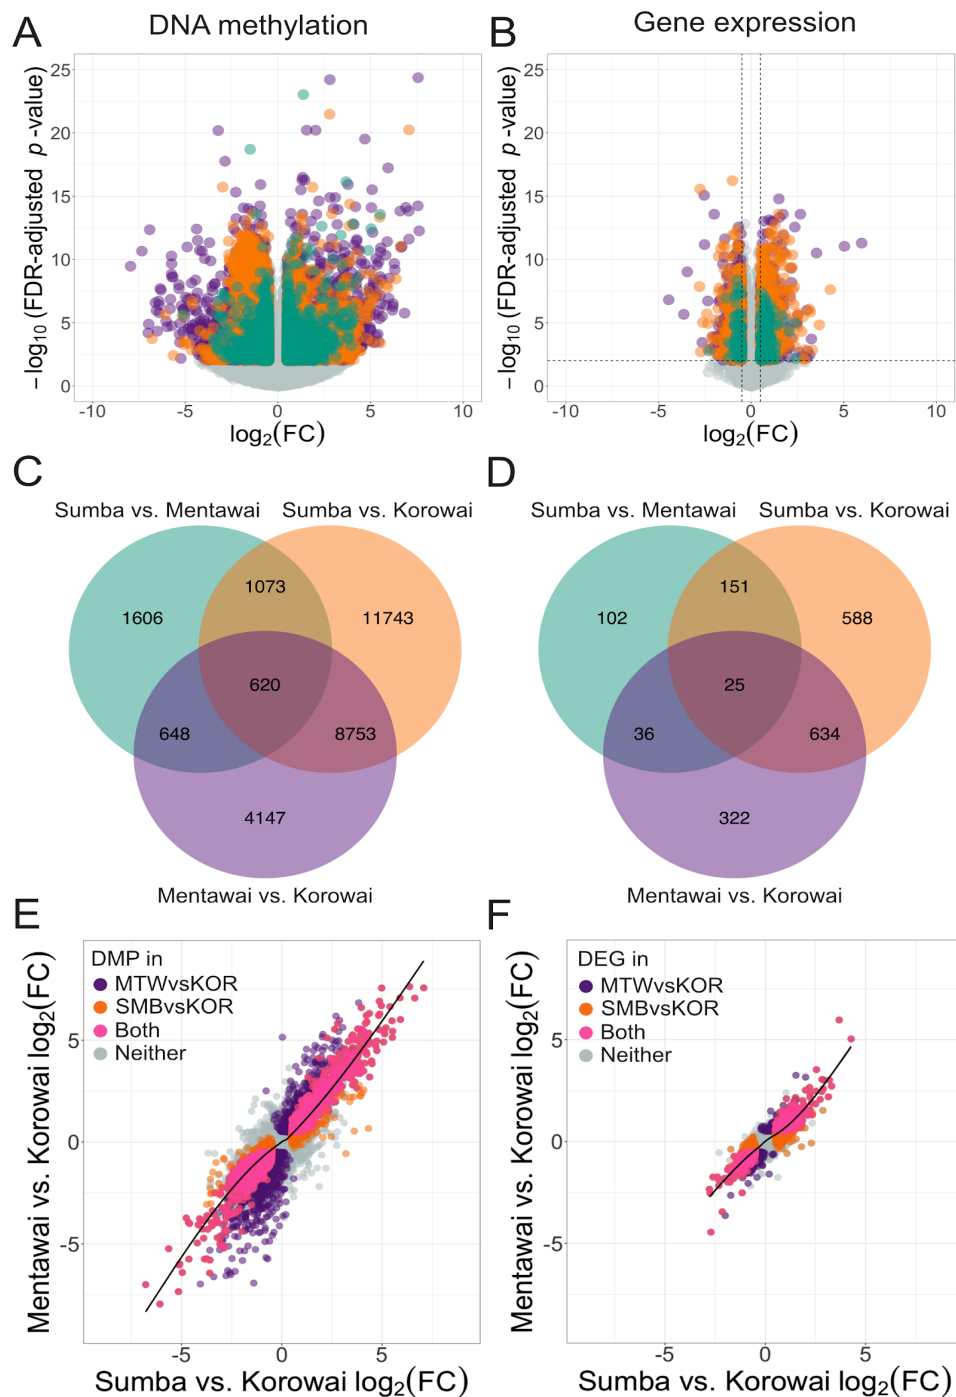 A
DNA methylation
B
Gene expression
− log10 (FDR-adjusted p -value)
25
20
15
10
5
0
-10
-5
0
5
10
log2(FC)
− log10 (FDR-adjusted p -value)
25
20
15
10
5
0
-10
-5
0
5
10
log2(FC)
C
Sumba vs. Mentawai
Sumba vs. Korowai
1073
1606
11743
620
648
8753
4147
Mentawai vs. Korowai
D
Sumba vs. Mentawai
Sumba vs. Korowai
151
102
588
25
36
634
322
Mentawai vs. Korowai
E
Mentawai vs. Korowai log2(FC)
DMP in
MTWvsKOR
SMBvsKOR
Both
Neither
5
0
-5
-5
0
5
Sumba vs. Korowai log2(FC)
F
Mentawai vs. Korowai log2(FC)
DEG in
MTWvsKOR
SMBvsKOR
Both
Neither
5
0
-5
-5
0
5
Sumba vs. Korowai log2(FC)